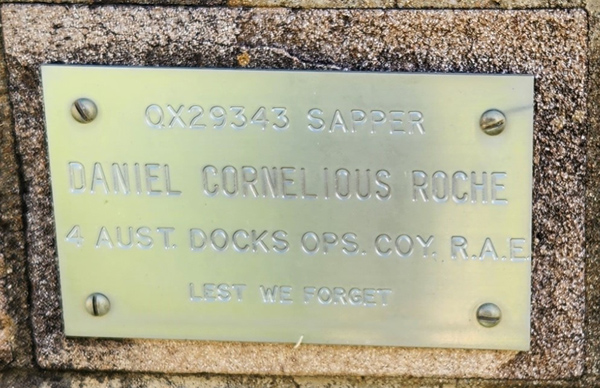 QX29343 SAPPER
DANIEL CORNELIOUS ROCHE
4 AUST. DOCKS OPS. COY. R.A.E.
LEST WE FORGET